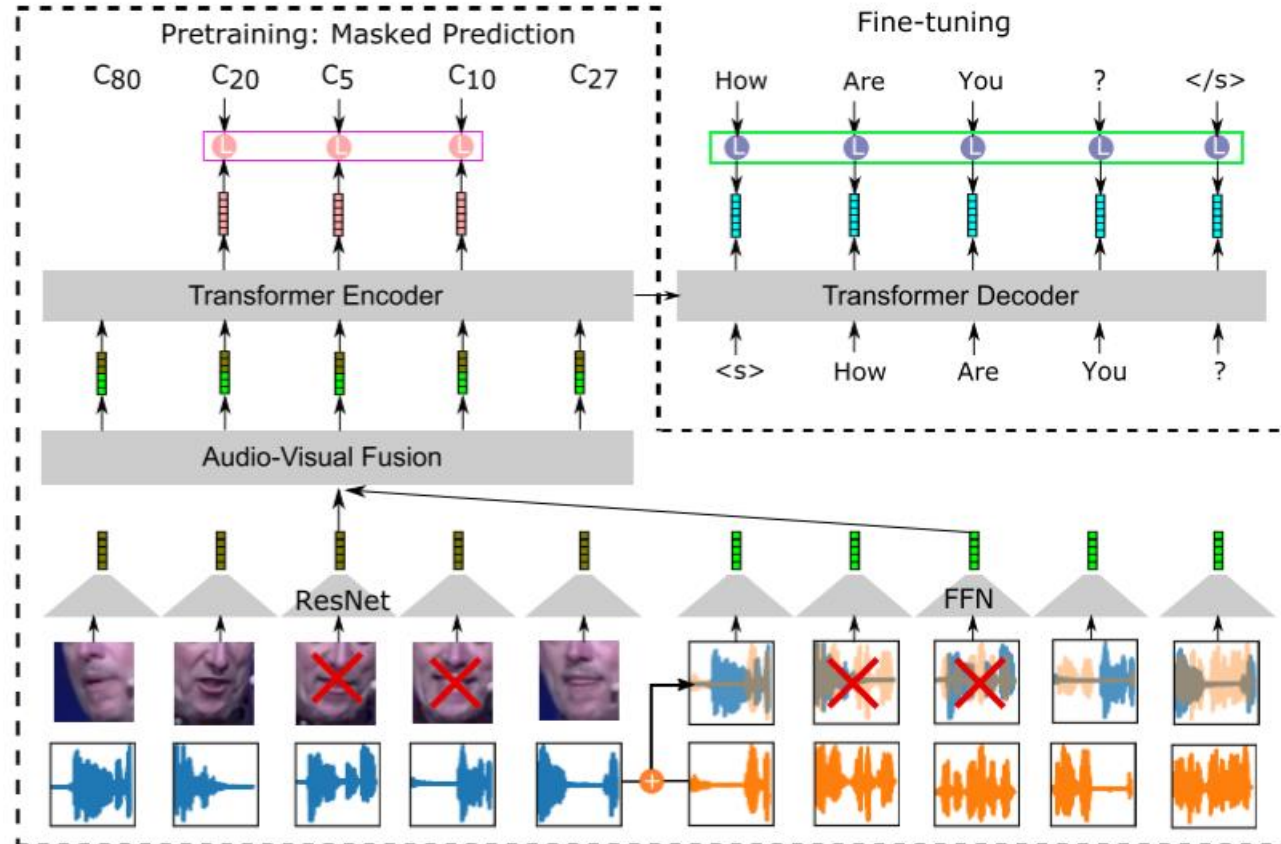 Pretraining: Masked Prediction
C80 C20 C5 C10 C27
L L L
Transformer Encoder
Audio-Visual Fusion
ResNet
Fine-tuning
How Are You ? </s>
L L L L L
Transformer Decoder
<s> How Are You ?
FFN
+